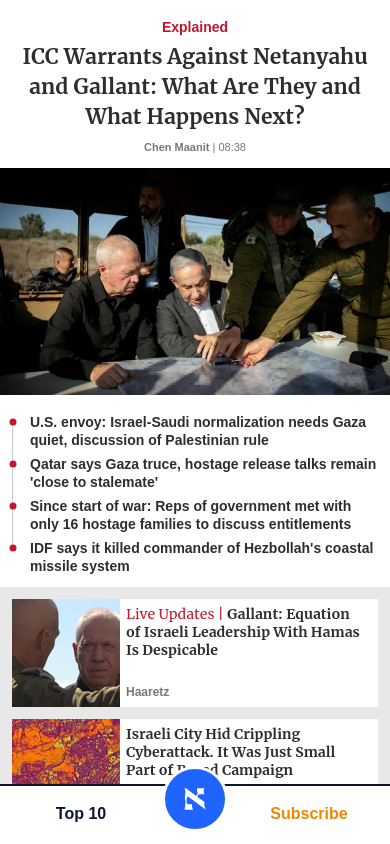 Explained
ICC Warrants Against Netanyahu
and Gallant: What Are They and
What Happens Next?
Chen Maanit | 08:38
U.S. envoy: Israel-Saudi normalization needs Gaza
quiet, discussion of Palestinian rule
Qatar says Gaza truce, hostage release talks remain
'close to stalemate'
Since start of war: Reps of government met with
only 16 hostage families to discuss entitlements
IDF says it killed commander of Hezbollah's coastal
missile system
Live Updates | Gallant: Equation
of Israeli Leadership With Hamas
Is Despicable
Haaretz
Israeli City Hid Crippling
Cyberattack. It Was Just Small
Part of Campaign
Top 10
Subscribe